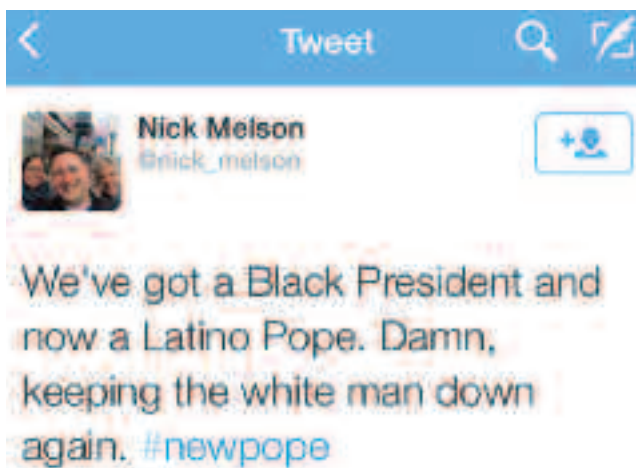 Tweet
Nick Melson
@nick_melson
We've got a Black President and
now a Latino Pope. Damn,
keeping the white man down
again. #newpope